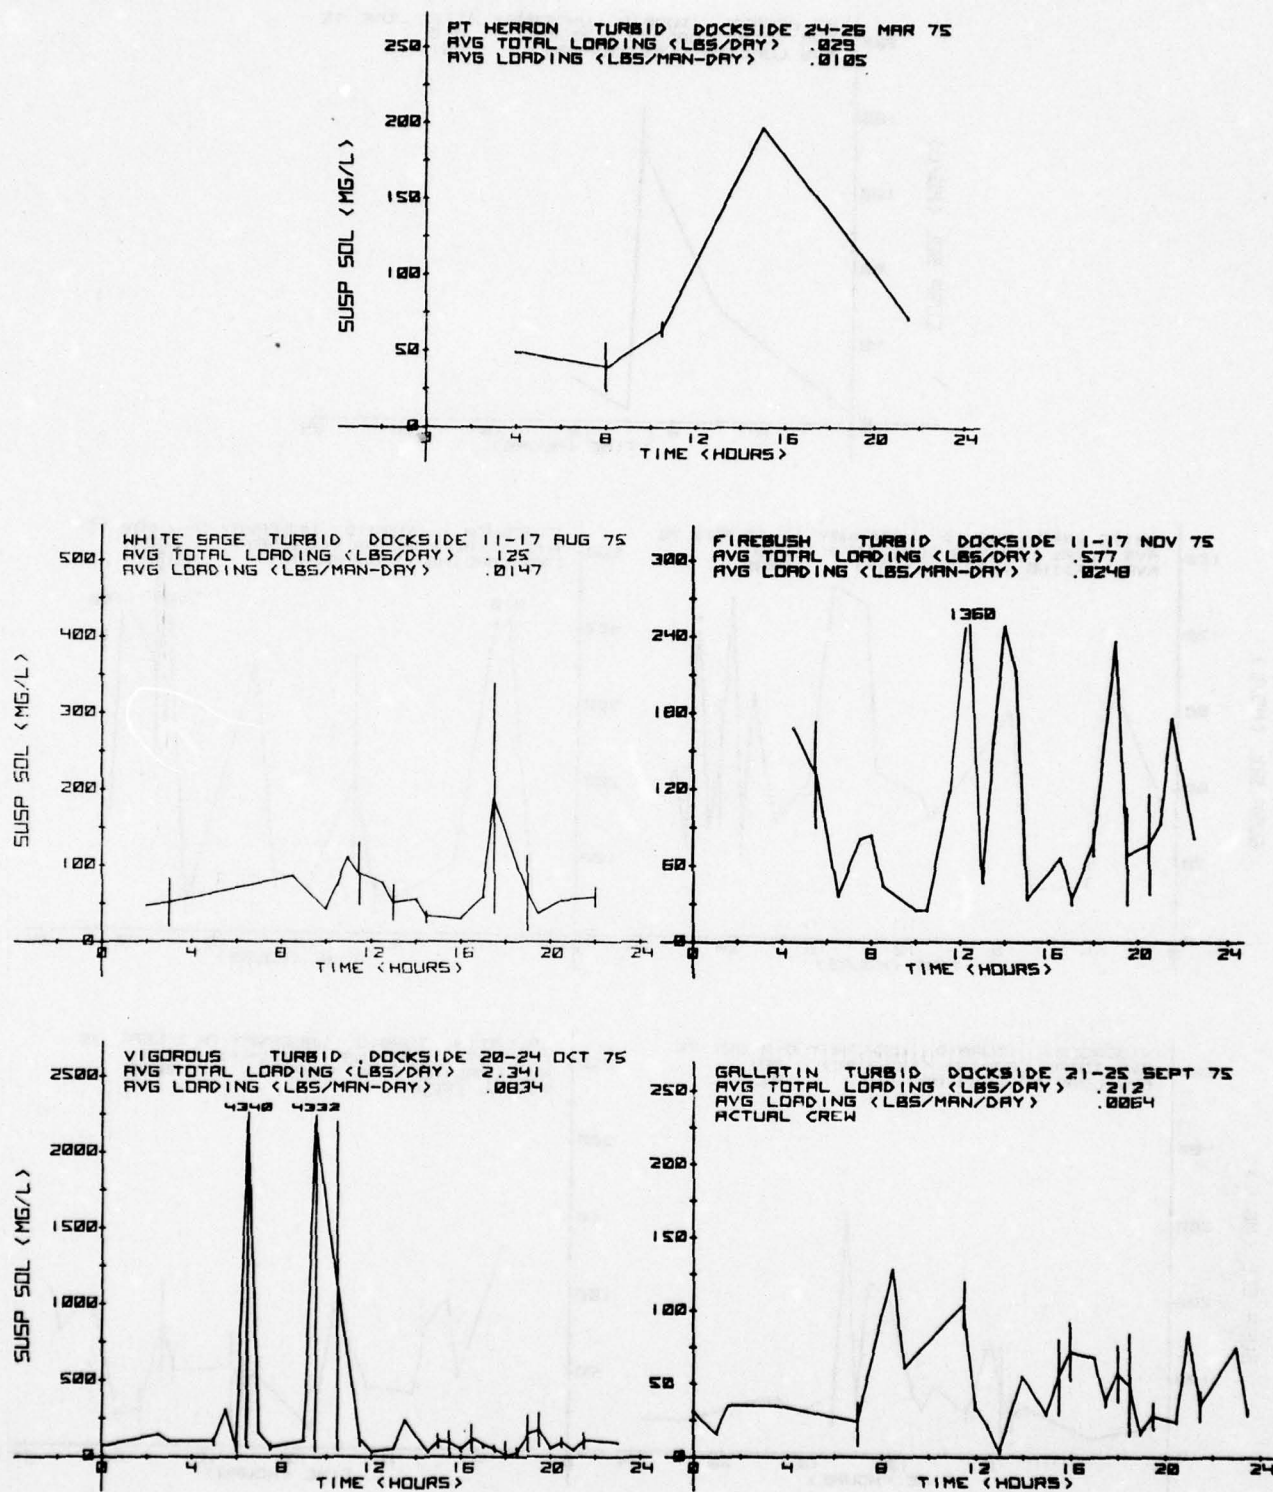 PT HERRON TURBID DOCKSIDE 24-26 MAR 75
AVG TOTAL LOADING <LBS/DAY> .029
AVG LOADING <LBS/MAN-DAY> .0105
250
200
150
100
50
0
SUSP SOL <MG/L>
0 4 8 12 16 20 24
TIME <HOURS>
WHITE SAGE TURBID DOCKSIDE 11-17 AUG 75
AVG TOTAL LOADING <LBS/DAY> .125
AVG LOADING <LBS/MAN-DAY> .0147
500
400
300
200
100
0
SUSP SOL <MG/L>
0 4 8 12 16 20 24
TIME <HOURS>
FIREBUSH TURBID DOCKSIDE 11-17 NOV 75
AVG TOTAL LOADING <LBS/DAY> .577
AVG LOADING <LBS/MAN-DAY> .0248
1360
300
240
180
120
60
0
0 4 8 12 16 20 24
TIME <HOURS>
VIGOROUS TURBID DOCKSIDE 20-24 OCT 75
AVG TOTAL LOADING <LBS/DAY> 2.341
AVG LOADING <LBS/MAN-DAY> .0834
4340 4332
2500
2000
1500
1000
500
0
SUSP SOL <MG/L>
0 4 8 12 16 20 24
TIME <HOURS>
GALLATIN TURBID DOCKSIDE 21-25 SEPT 75
AVG TOTAL LOADING <LBS/DAY> .212
AVG LOADING <LBS/MAN/DAY> .0064
ACTUAL CREW
250
200
150
100
50
0
0 4 8 12 16 20 24
TIME <HOURS>